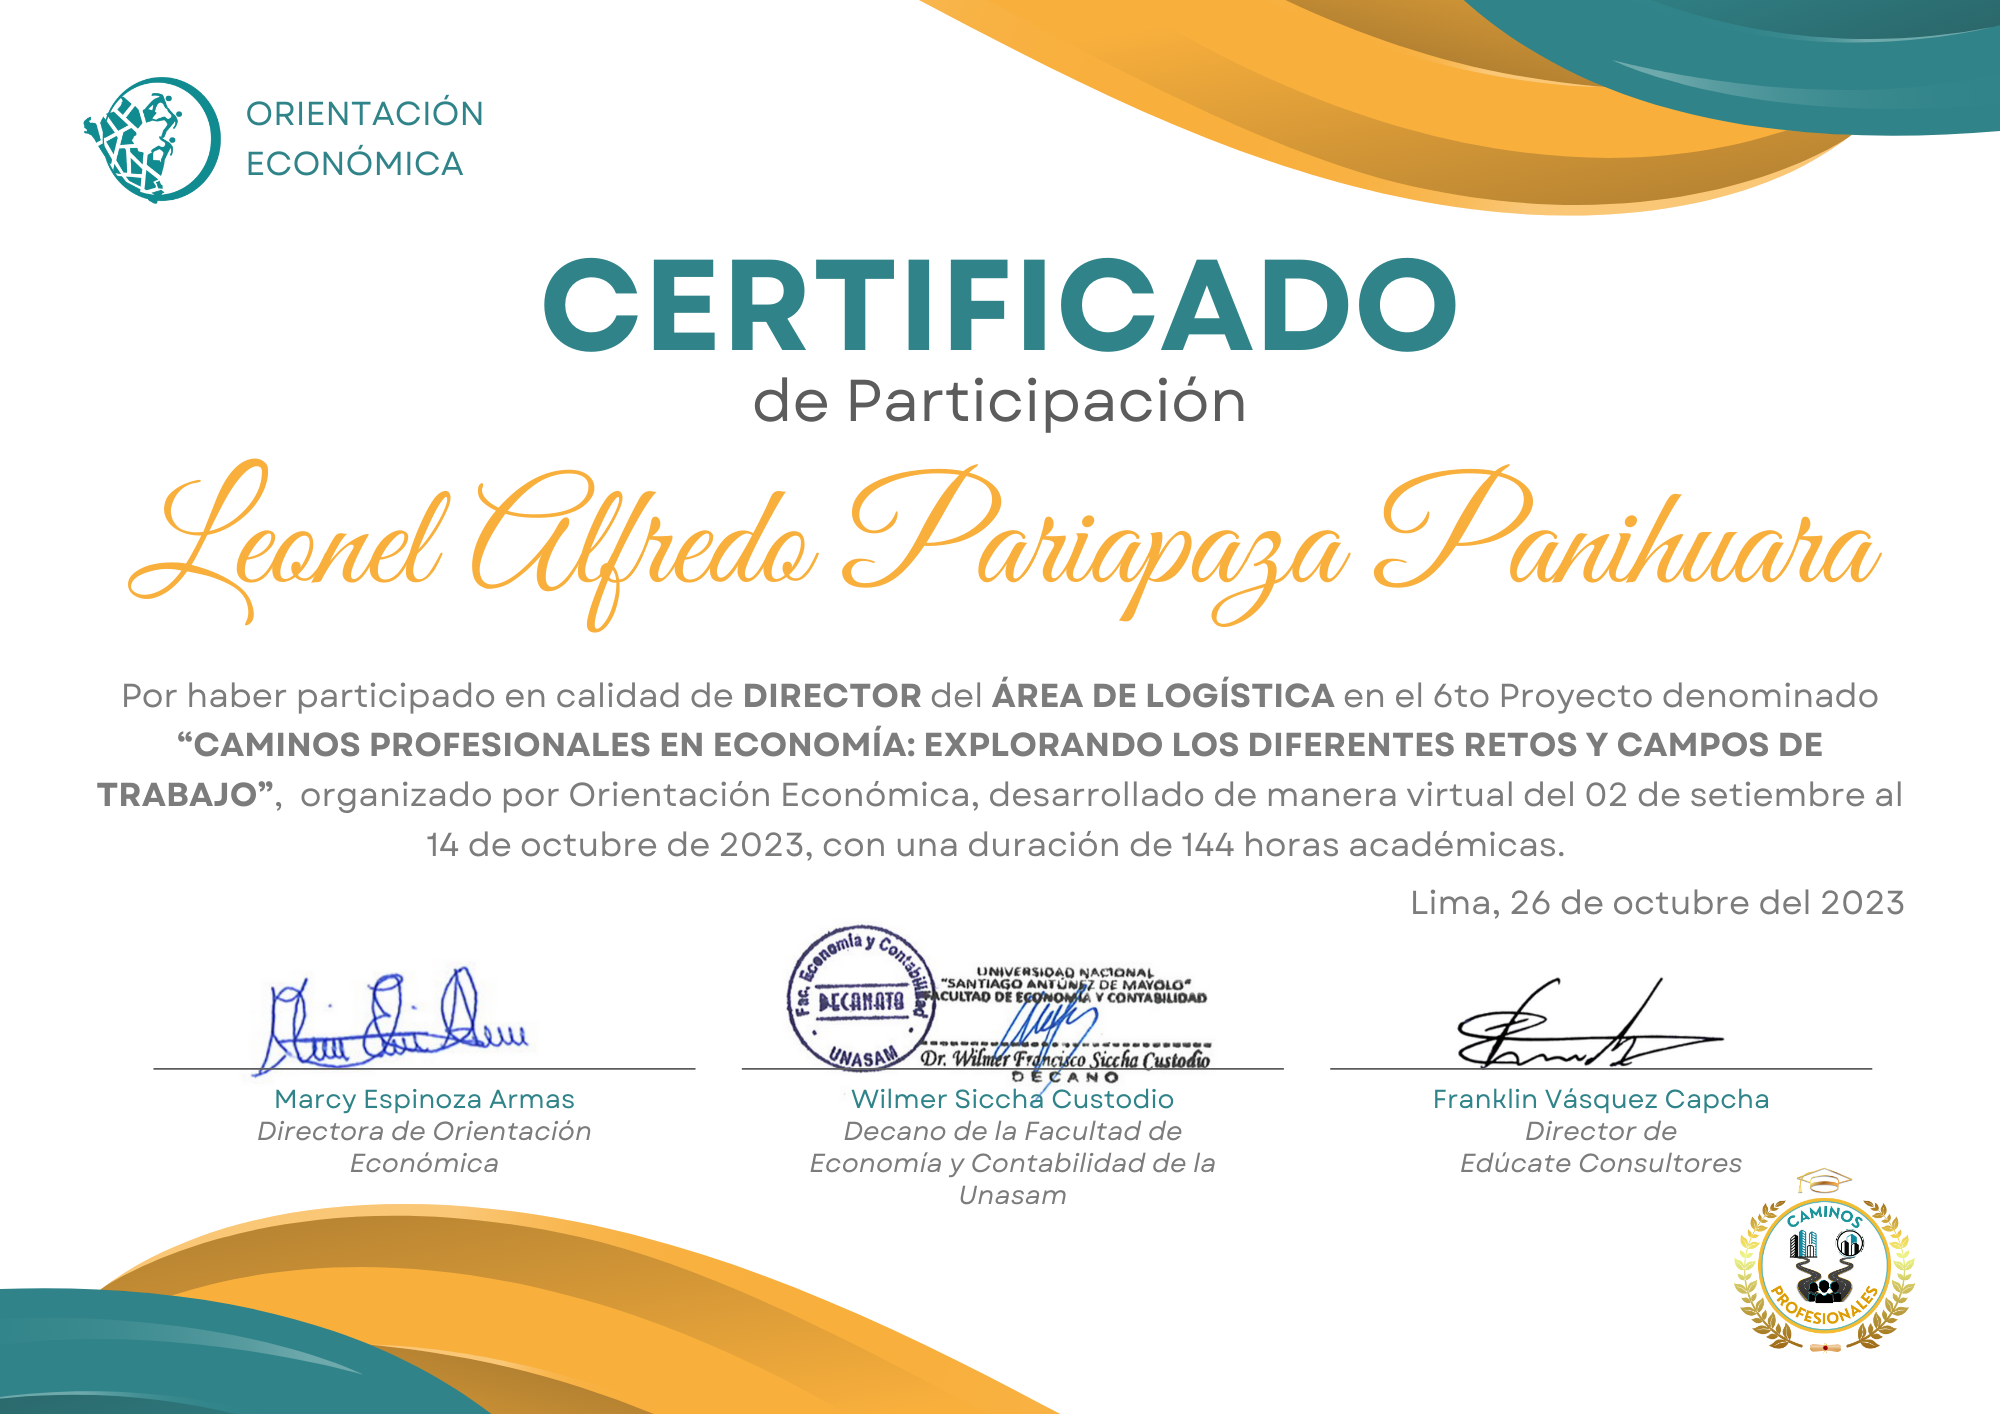 ORIENTACIÓN
ECONÓMICA
CERTIFICADO
de Participación
Leonel Alfredo Pariapaza Panihuara
Por haber participado en calidad de DIRECTOR del ÁREA DE LOGÍSTICA en el 6to Proyecto denominado
“CAMINOS PROFESIONALES EN ECONOMÍA: EXPLORANDO LOS DIFERENTES RETOS Y CAMPOS DE
TRABAJO”, organizado por Orientación Económica, desarrollado de manera virtual del 02 de setiembre al
14 de octubre de 2023, con una duración de 144 horas académicas.
Lima, 26 de octubre del 2023
Fac. Economía y Contabilidad
DECANATO
UNASAM
UNIVERSIDAD NACIONAL
"SANTIAGO ANTÚNEZ DE MAYOLO"
FACULTAD DE ECONOMÍA Y CONTABILIDAD
Dr. Wilmer Francisco Siccha Custodio
DECANO
Marcy Espinoza Armas
Directora de Orientación
Económica
Wilmer Siccha Custodio
Decano de la Facultad de
Economía y Contabilidad de la
Unasam
Franklin Vásquez Capcha
Director de
Edúcate Consultores
CAMINOS
PROFESIONALES